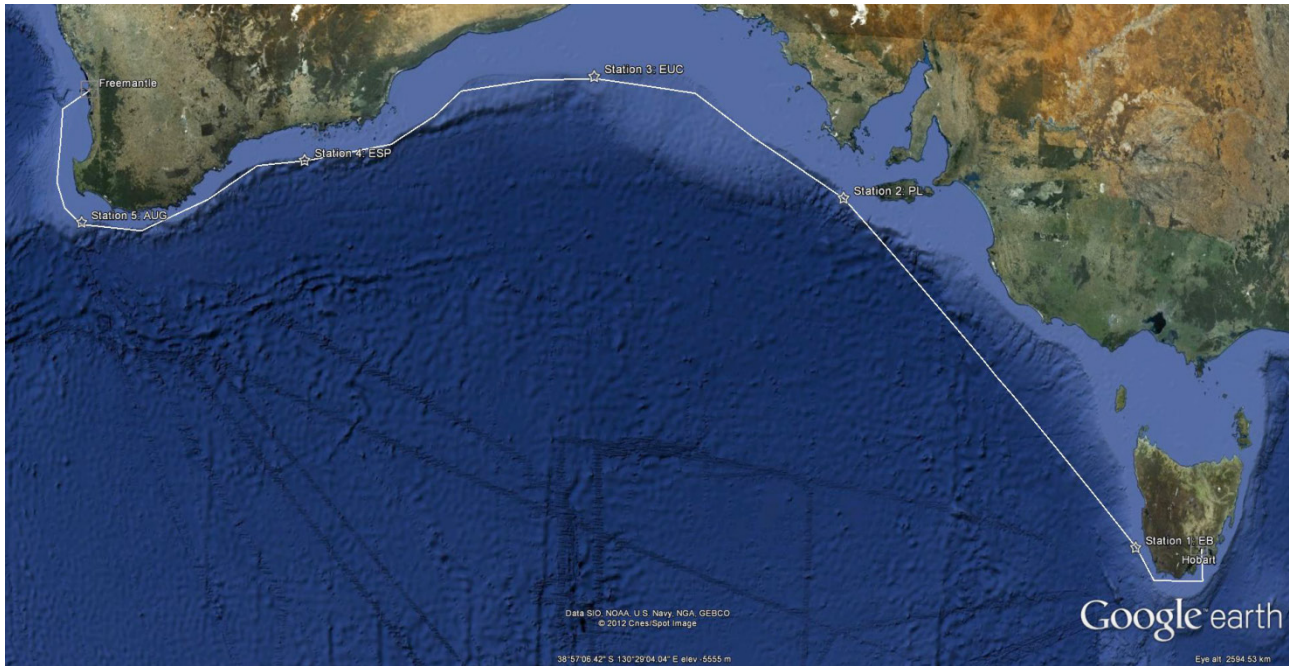 Freemantle
Station 3: EUC
Station 4: ESP
Station 2: PL
Station 5: AUG
Station 1: EB
Hobart
Data SIO, NOAA, U.S. Navy, NGA, GEBCO
© 2012 Cnes/Spot Image
Google earth
38°57'06.42" S 130°29'04.04" E elev -5555 m
Eye alt 2594.53 km